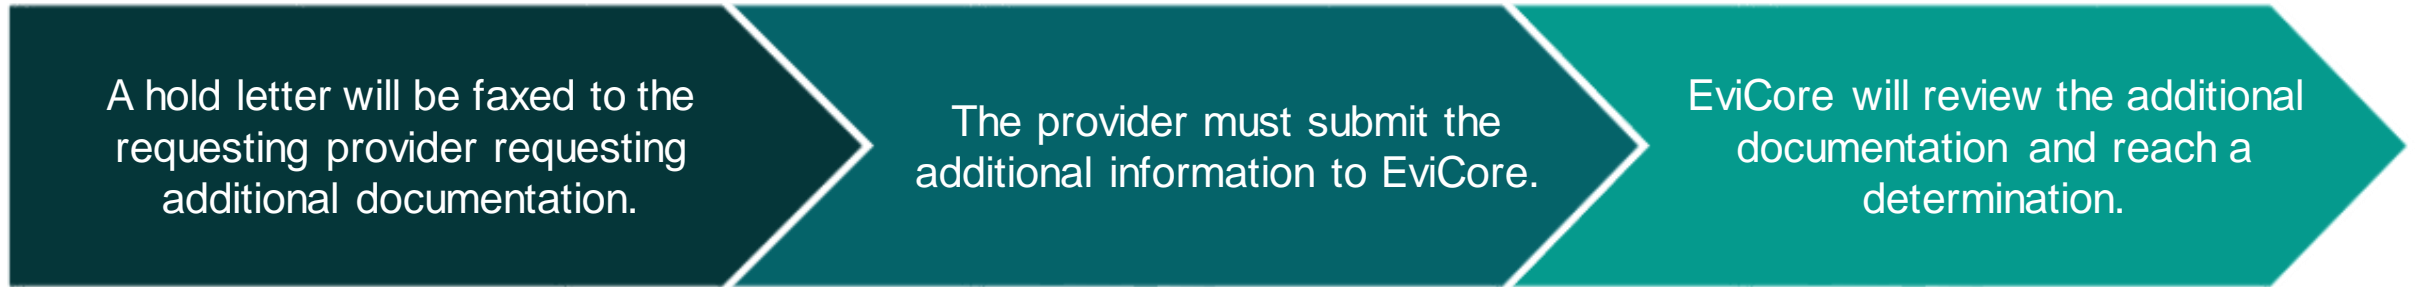 A hold letter will be faxed to the
requesting provider requesting
additional documentation.
The provider must submit the
additional information to EviCore.
EviCore will review the additional
documentation and reach a
determination.